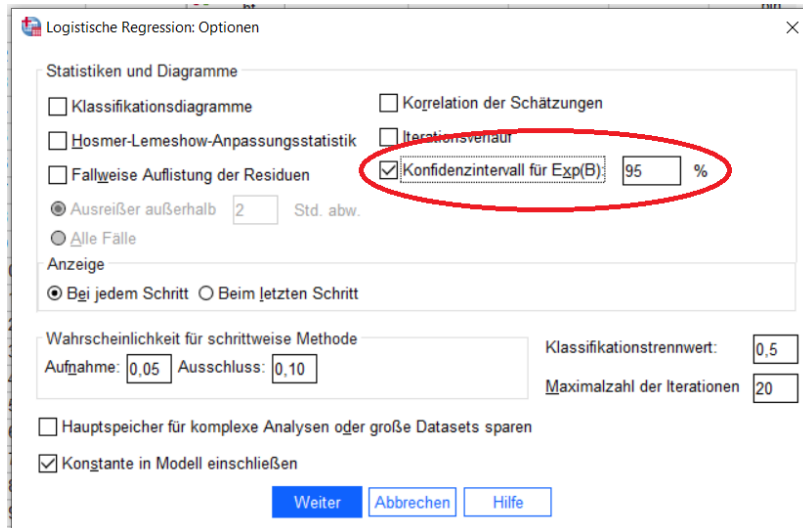 Logistische Regression: Optionen
Statistiken und Diagramme
Klassifikationsdiagramme
Korrelation der Schätzungen
Hosmer-Lemeshow-Anpassungsstatistik
Iterationsverlauf
Fallweise Auflistung der Residuen
Konfidenzintervall für Exp(B): 95 %
Ausreißer außerhalb 2 Std. abw.
Alle Fälle
Anzeige
Bei jedem Schritt Beim letzten Schritt
Wahrscheinlichkeit für schrittweise Methode
Aufnahme: 0,05 Ausschluss: 0,10
Klassifikationstrennwert: 0,5
Maximalzahl der Iterationen 20
Hauptspeicher für komplexe Analysen oder große Datasets sparen
Konstante in Modell einschließen
Weiter Abbrechen Hilfe